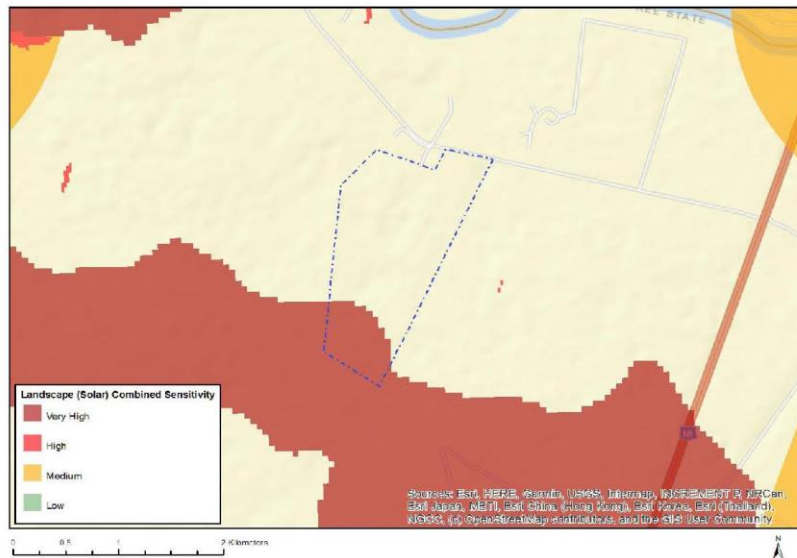 REE STATE
Landscape (Solar) Combined Sensitivity
Very High
High
Medium
Low
Sources: Esri, HERE, Garmin, USGS, Intermap, INCREMENT P, NRCan,
Esri Japan, METI, Esri China (Hong Kong), Esri Korea, Esri (Thailand),
NGCC, (c) OpenStreetMap contributors, and the GIS User Community
0 0.5 1 2 Kilometers
N